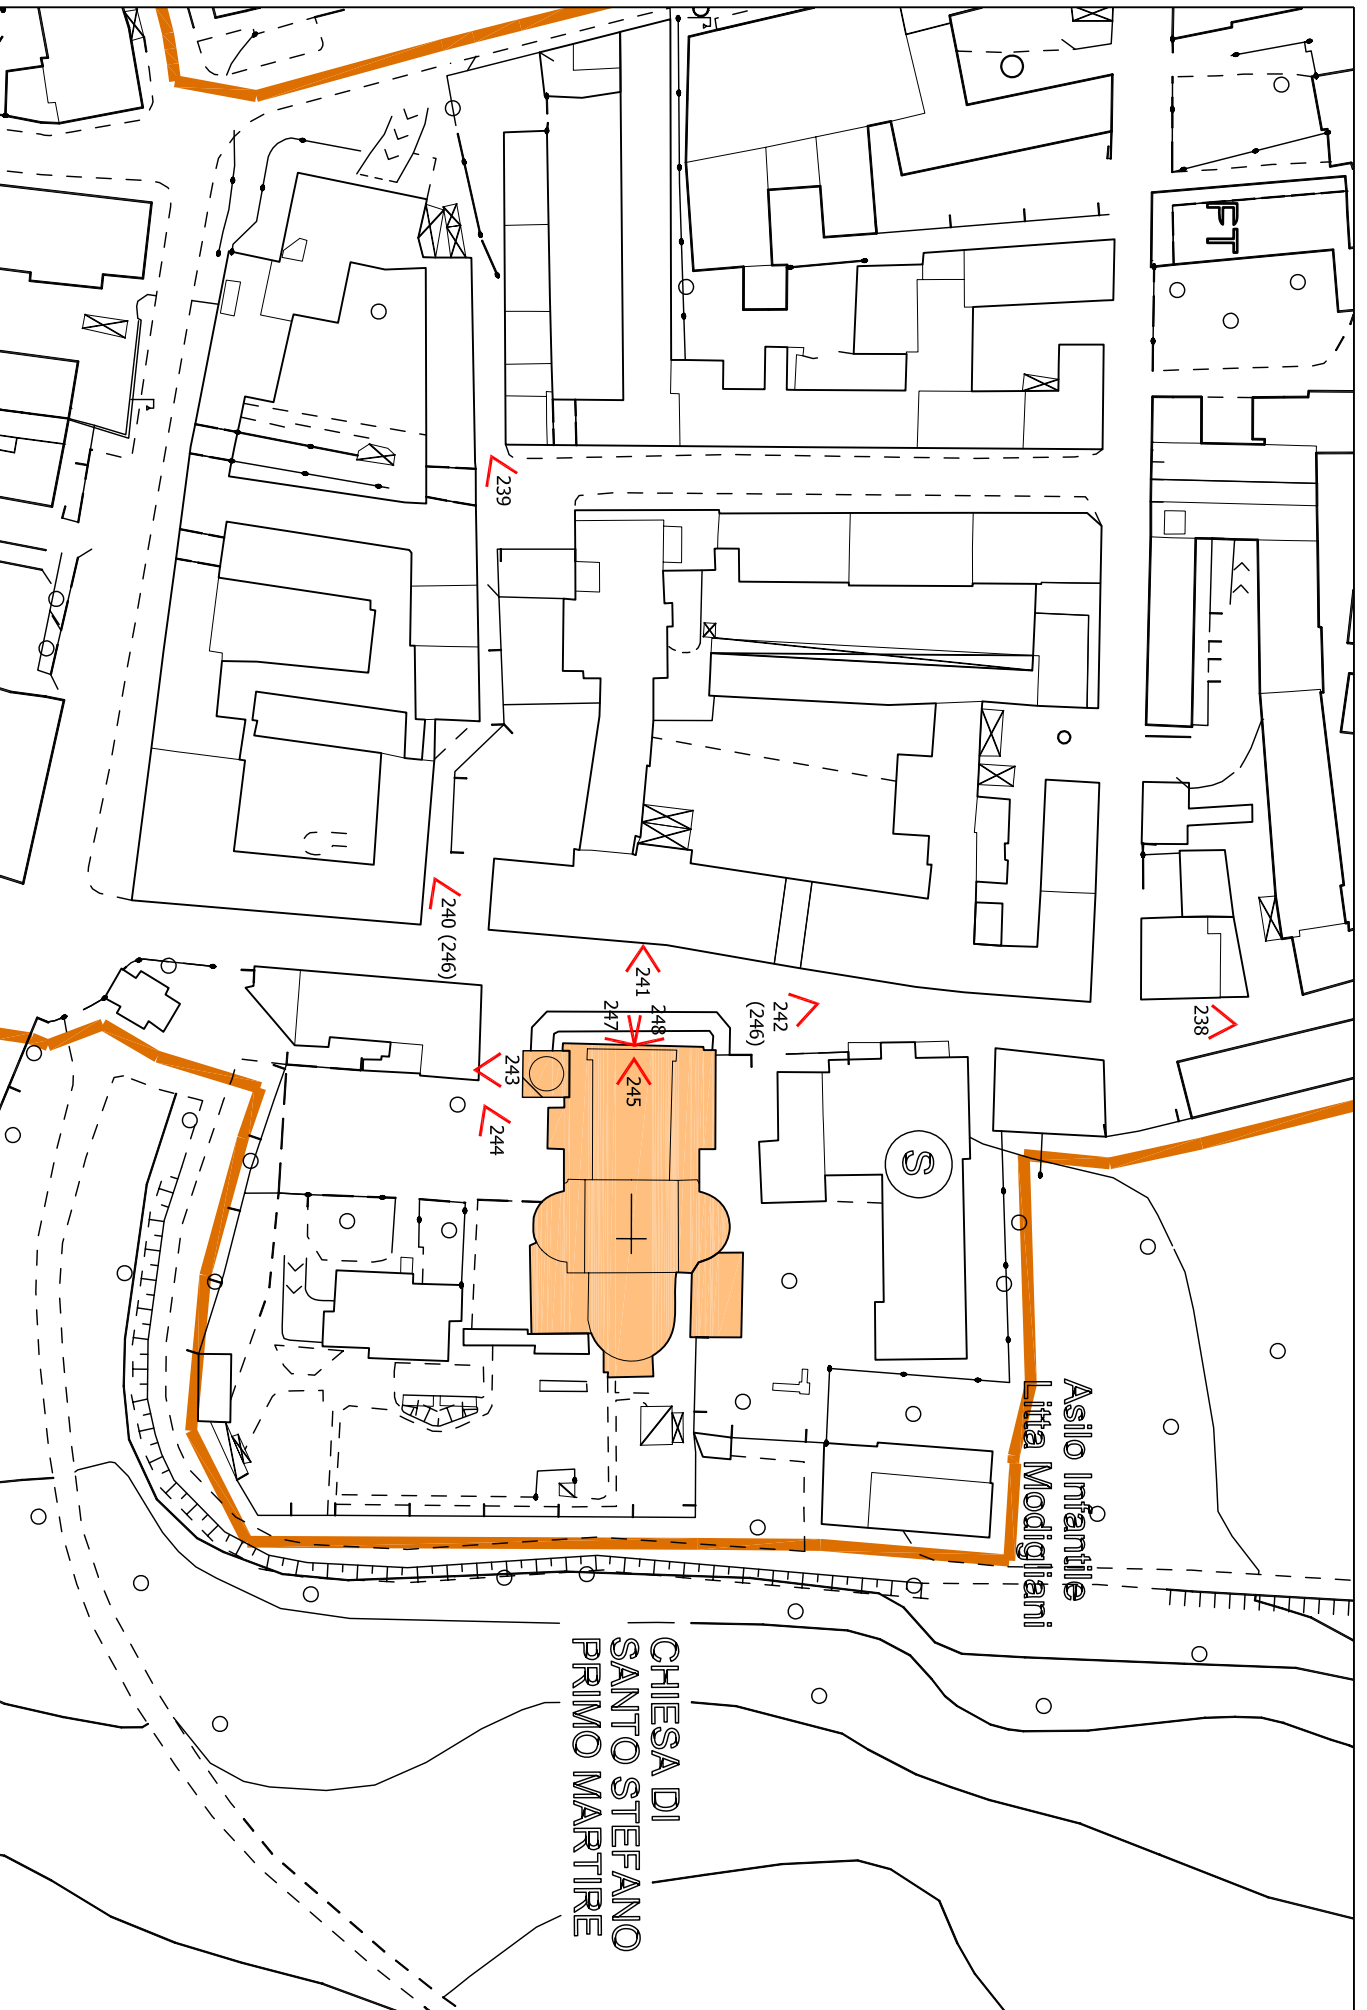 FT
239
240 (246)
241
248
247
242
(246)
238
243
244
245
S
Asilo Infantile
Litta Modigliani
CHIESA DI
SANTO STEFANO
PRIMO MARTIRE